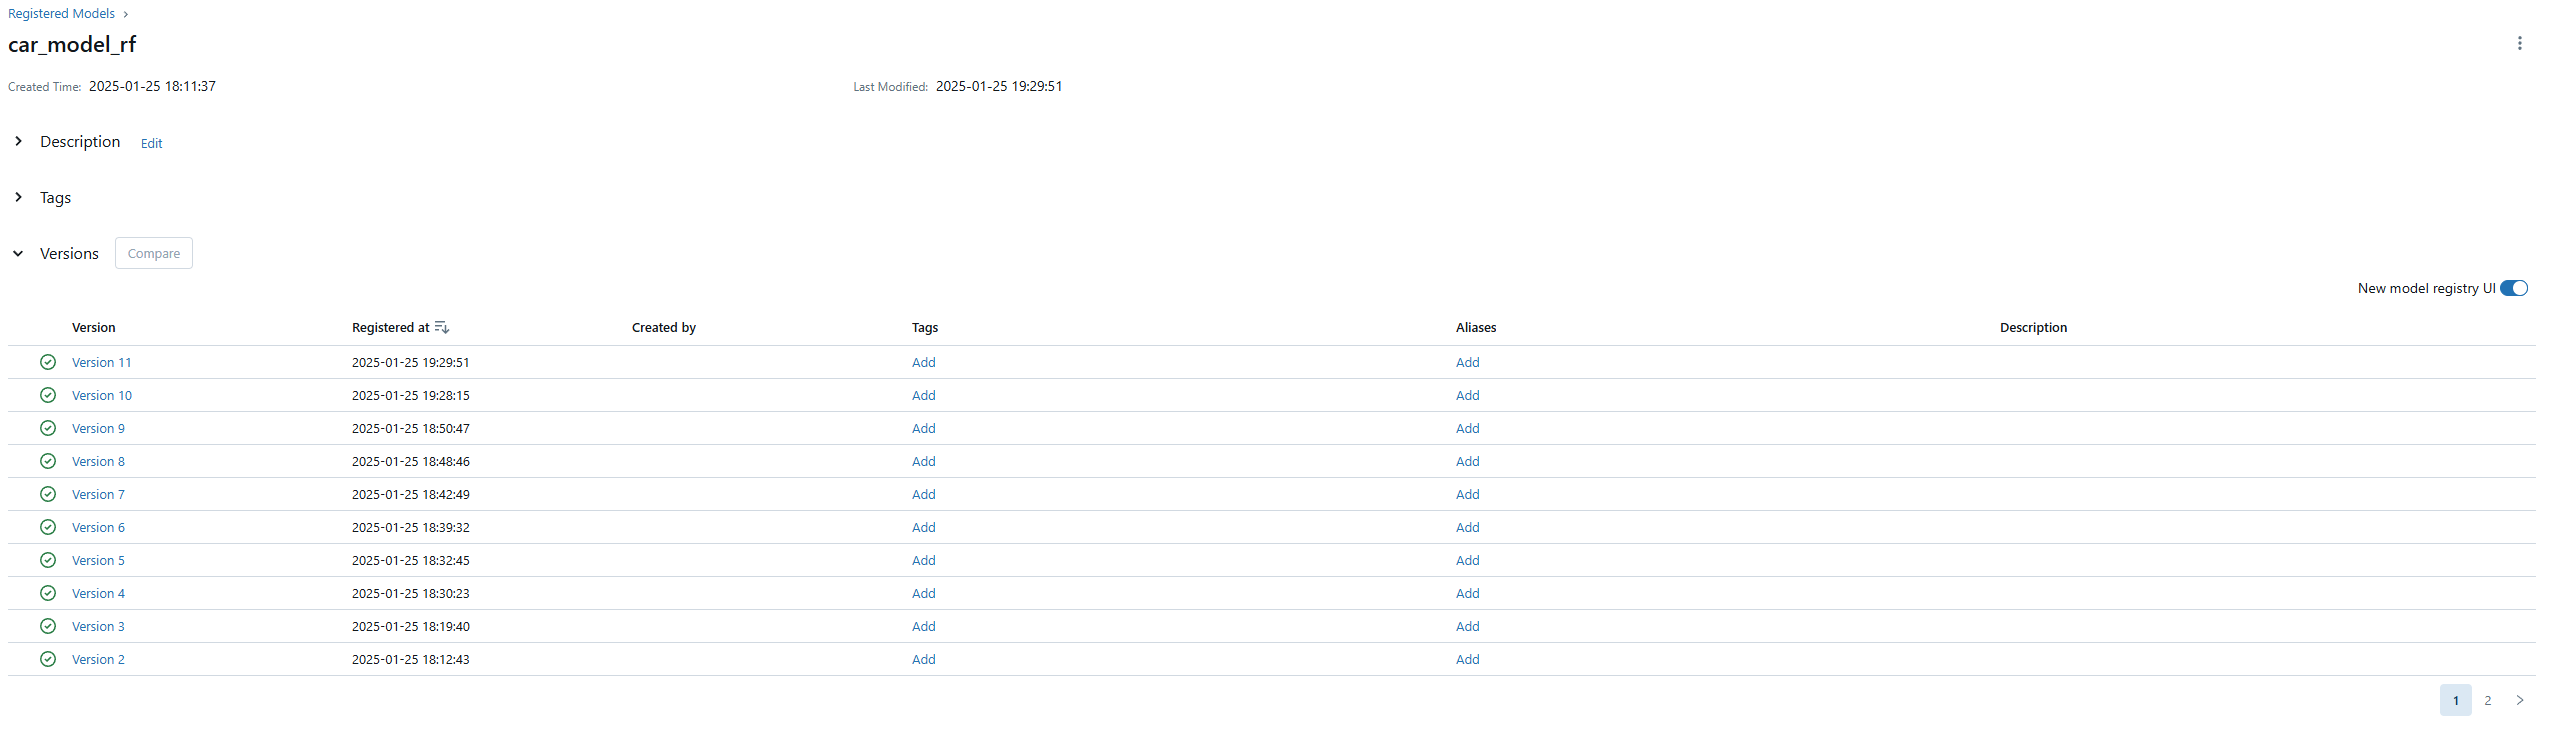 Registered Models
car_model_rf
Created Time: 2025-01-25 18:11:37 Last Modified: 2025-01-25 19:29:51
Description Edit
Tags
Versions Compare
New model registry UI
Version Registered at Created by Tags Aliases Description
Version 11 2025-01-25 19:29:51 Add Add
Version 10 2025-01-25 19:28:15 Add Add
Version 9 2025-01-25 18:50:47 Add Add
Version 8 2025-01-25 18:48:46 Add Add
Version 7 2025-01-25 18:42:49 Add Add
Version 6 2025-01-25 18:39:32 Add Add
Version 5 2025-01-25 18:32:45 Add Add
Version 4 2025-01-25 18:30:23 Add Add
Version 3 2025-01-25 18:19:40 Add Add
Version 2 2025-01-25 18:12:43 Add Add
1 2